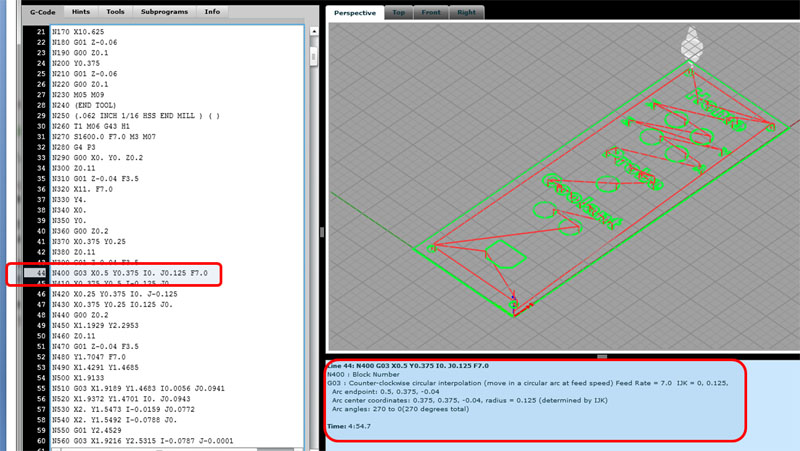 G-Code Hints Tools Subprograms Info
Perspective Top Front Right
21 N170 X10.625
22 N180 G01 Z-0.06
23 N190 G00 Z0.1
24 N200 Y0.375
25 N210 G01 Z-0.06
26 N220 G00 Z0.1
27 N230 M05 M09
28 N240 (END TOOL)
29 N250 (.062 INCH 1/16 HSS END MILL ) ( )
30 N260 T1 M06 G43 H1
31 N270 S1600.0 F7.0 M3 M07
32 N280 G4 P3
33 N290 G00 X0. Y0. Z0.2
34 N300 Z0.11
35 N310 G01 Z-0.04 F3.5
36 N320 X11. F7.0
37 N330 Y4.
38 N340 X0.
39 N350 Y0.
40 N360 G00 Z0.2
41 N370 X0.375 Y0.25
42 N380 Z0.11
43 N390 G01 Z-0.04 F3.5
44 N400 G03 X0.5 Y0.375 I0. J0.125 F7.0
45 N410 X0.375 Y0.5 I-0.125 J0.
46 N420 X0.25 Y0.375 I0. J-0.125
47 N430 X0.375 Y0.25 I0.125 J0.
48 N440 G00 Z0.2
49 N450 X1.1929 Y2.2953
50 N460 Z0.11
51 N470 G01 Z-0.04 F3.5
52 N480 Y1.7047 F7.0
53 N490 X1.4291 Y1.4685
54 N500 X1.9133
55 N510 G03 X1.9189 Y1.4683 I0.0056 J0.0941
56 N520 X1.9372 Y1.4701 I0. J0.0943
57 N530 X2. Y1.5473 I-0.0159 J0.0772
58 N540 X2. Y1.5492 I-0.0788 J0.
59 N550 G01 Y2.4529
60 N560 G03 X1.9216 Y2.5315 I-0.0787 J-0.0001
Line 44: N400 G03 X0.5 Y0.375 I0. J0.125 F7.0
N400 : Block Number
G03 : Counter-clockwise circular interpolation (move in a circular arc at feed speed) Feed Rate = 7.0 IJK = 0, 0.125,
Arc endpoint: 0.5, 0.375, -0.04
Arc center coordinates: 0.375, 0.375, -0.04, radius = 0.125 (determined by IJK)
Arc angles: 270 to 0(270 degrees total)
Time: 4:54.7